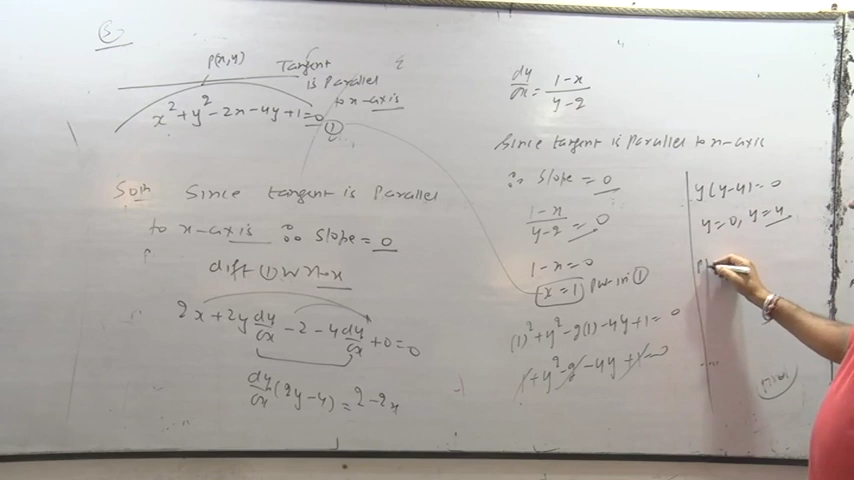 5
P(x,y) Tangent
is Parallel
to x-axis
x²+y²-2x-4y+1=0 ①
Soln Since tangent is Parallel
to x-axis ∴ Slope = 0
diff ① w.r.to x
2x+2y dy/dx -2-4 dy/dx +0=0
dy/dx (2y-4) = 2-2x
dy/dx = 1-x/y-2
Since tangent is Parallel to x-axis
∴ Slope = 0
1-x/y-2 = 0
1-x=0
x=1 Put in ①
(1)²+y²-2(1)-4y+1=0
1+y²-2-4y+1=0
y(y-4)=0
y=0, y=4